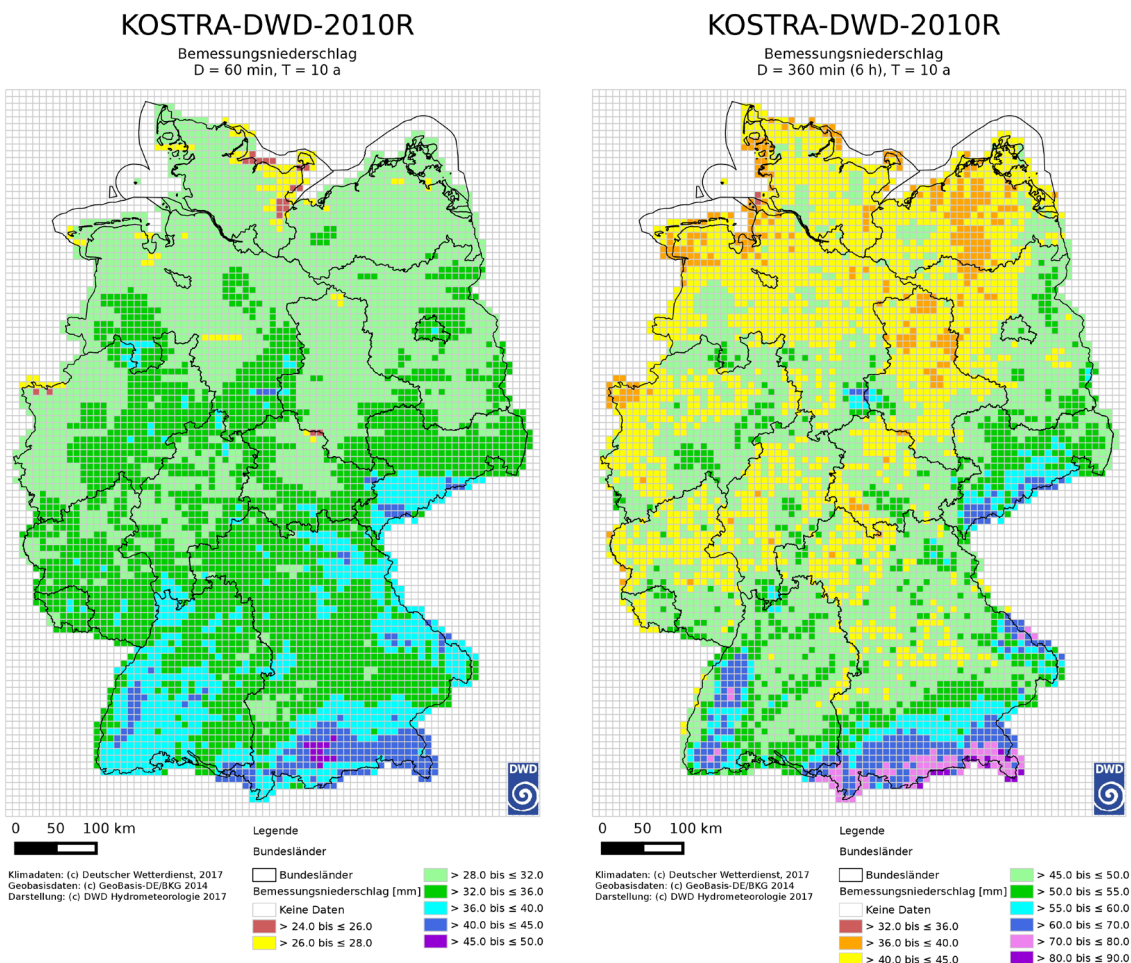 KOSTRA-DWD-2010R
Bemessungsniederschlag
D = 60 min, T = 10 a
DWD
0 50 100 km
Klimadaten: (c) Deutscher Wetterdienst, 2017
Geobasisdaten: (c) GeoBasis-DE/BKG 2014
Darstellung: (c) DWD Hydrometeorologie 2017
Legende
Bundesländer
Bundesländer
Bemessungsniederschlag [mm]
Keine Daten
> 24.0 bis ≤ 26.0
> 26.0 bis ≤ 28.0
> 28.0 bis ≤ 32.0
> 32.0 bis ≤ 36.0
> 36.0 bis ≤ 40.0
> 40.0 bis ≤ 45.0
> 45.0 bis ≤ 50.0
KOSTRA-DWD-2010R
Bemessungsniederschlag
D = 360 min (6 h), T = 10 a
DWD
0 50 100 km
Klimadaten: (c) Deutscher Wetterdienst, 2017
Geobasisdaten: (c) GeoBasis-DE/BKG 2014
Darstellung: (c) DWD Hydrometeorologie 2017
Legende
Bundesländer
Bundesländer
Bemessungsniederschlag [mm]
Keine Daten
> 32.0 bis ≤ 36.0
> 36.0 bis ≤ 40.0
> 40.0 bis ≤ 45.0
> 45.0 bis ≤ 50.0
> 50.0 bis ≤ 55.0
> 55.0 bis ≤ 60.0
> 60.0 bis ≤ 70.0
> 70.0 bis ≤ 80.0
> 80.0 bis ≤ 90.0